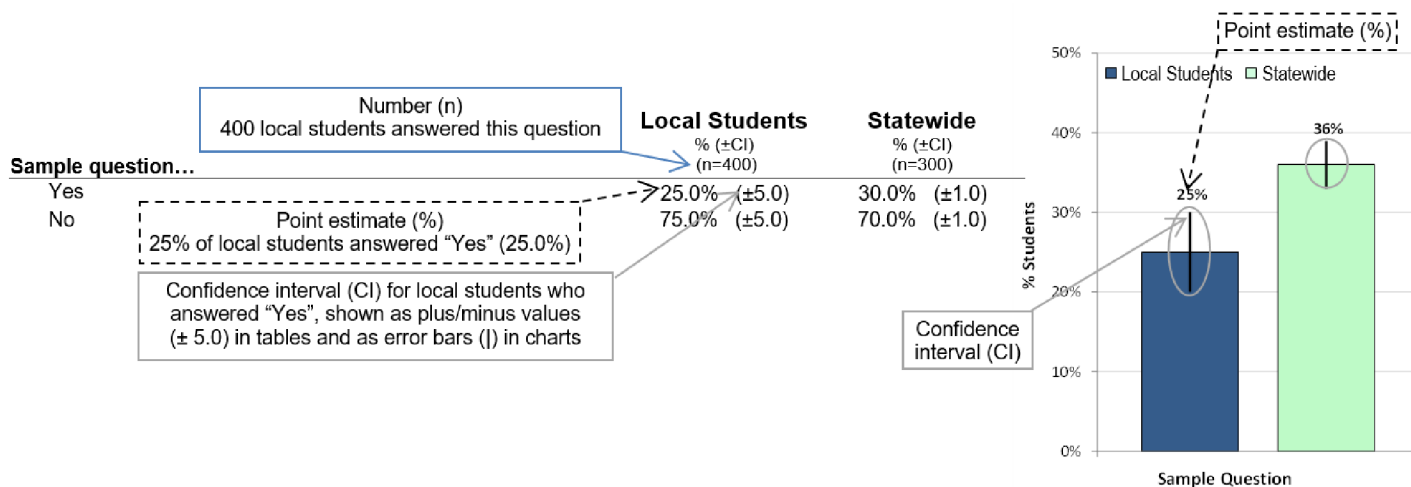 Number (n)
400 local students answered this question
Local Students Statewide
% (±CI) % (±CI)
(n=400) (n=300)
Sample question…
Yes 25.0% (±5.0) 30.0% (±1.0)
No 75.0% (±5.0) 70.0% (±1.0)
Point estimate (%)
25% of local students answered “Yes” (25.0%)
Confidence interval (CI) for local students who
answered “Yes”, shown as plus/minus values
(± 5.0) in tables and as error bars (|) in charts
Point estimate (%)
Local Students Statewide
50%
40%
30%
20%
10%
0%
% Students
25%
36%
Confidence
interval (CI)
Sample Question